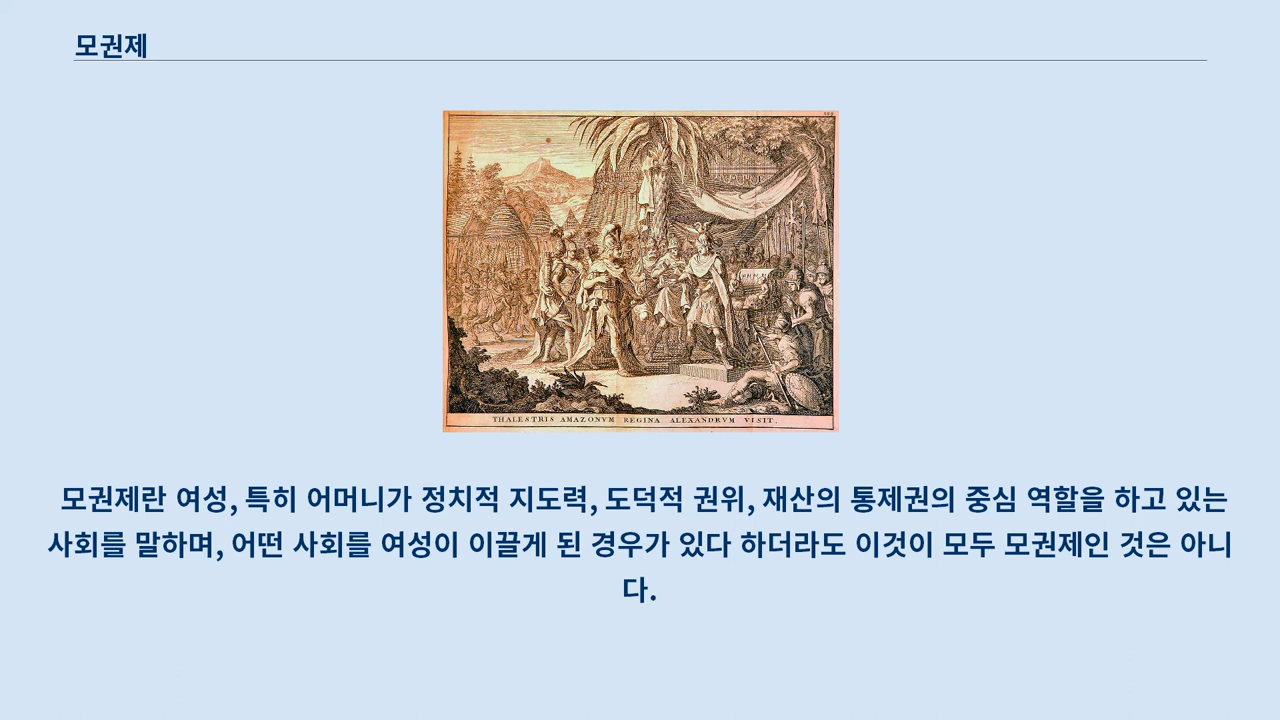 모권제
THALESTRIS AMAZONVM REGINA ALEXANDRVM VISIT.
모권제란 여성, 특히 어머니가 정치적 지도력, 도덕적 권위, 재산의 통제권의 중심 역할을 하고 있는
사회를 말하며, 어떤 사회를 여성이 이끌게 된 경우가 있다 하더라도 이것이 모두 모권제인 것은 아니
다.